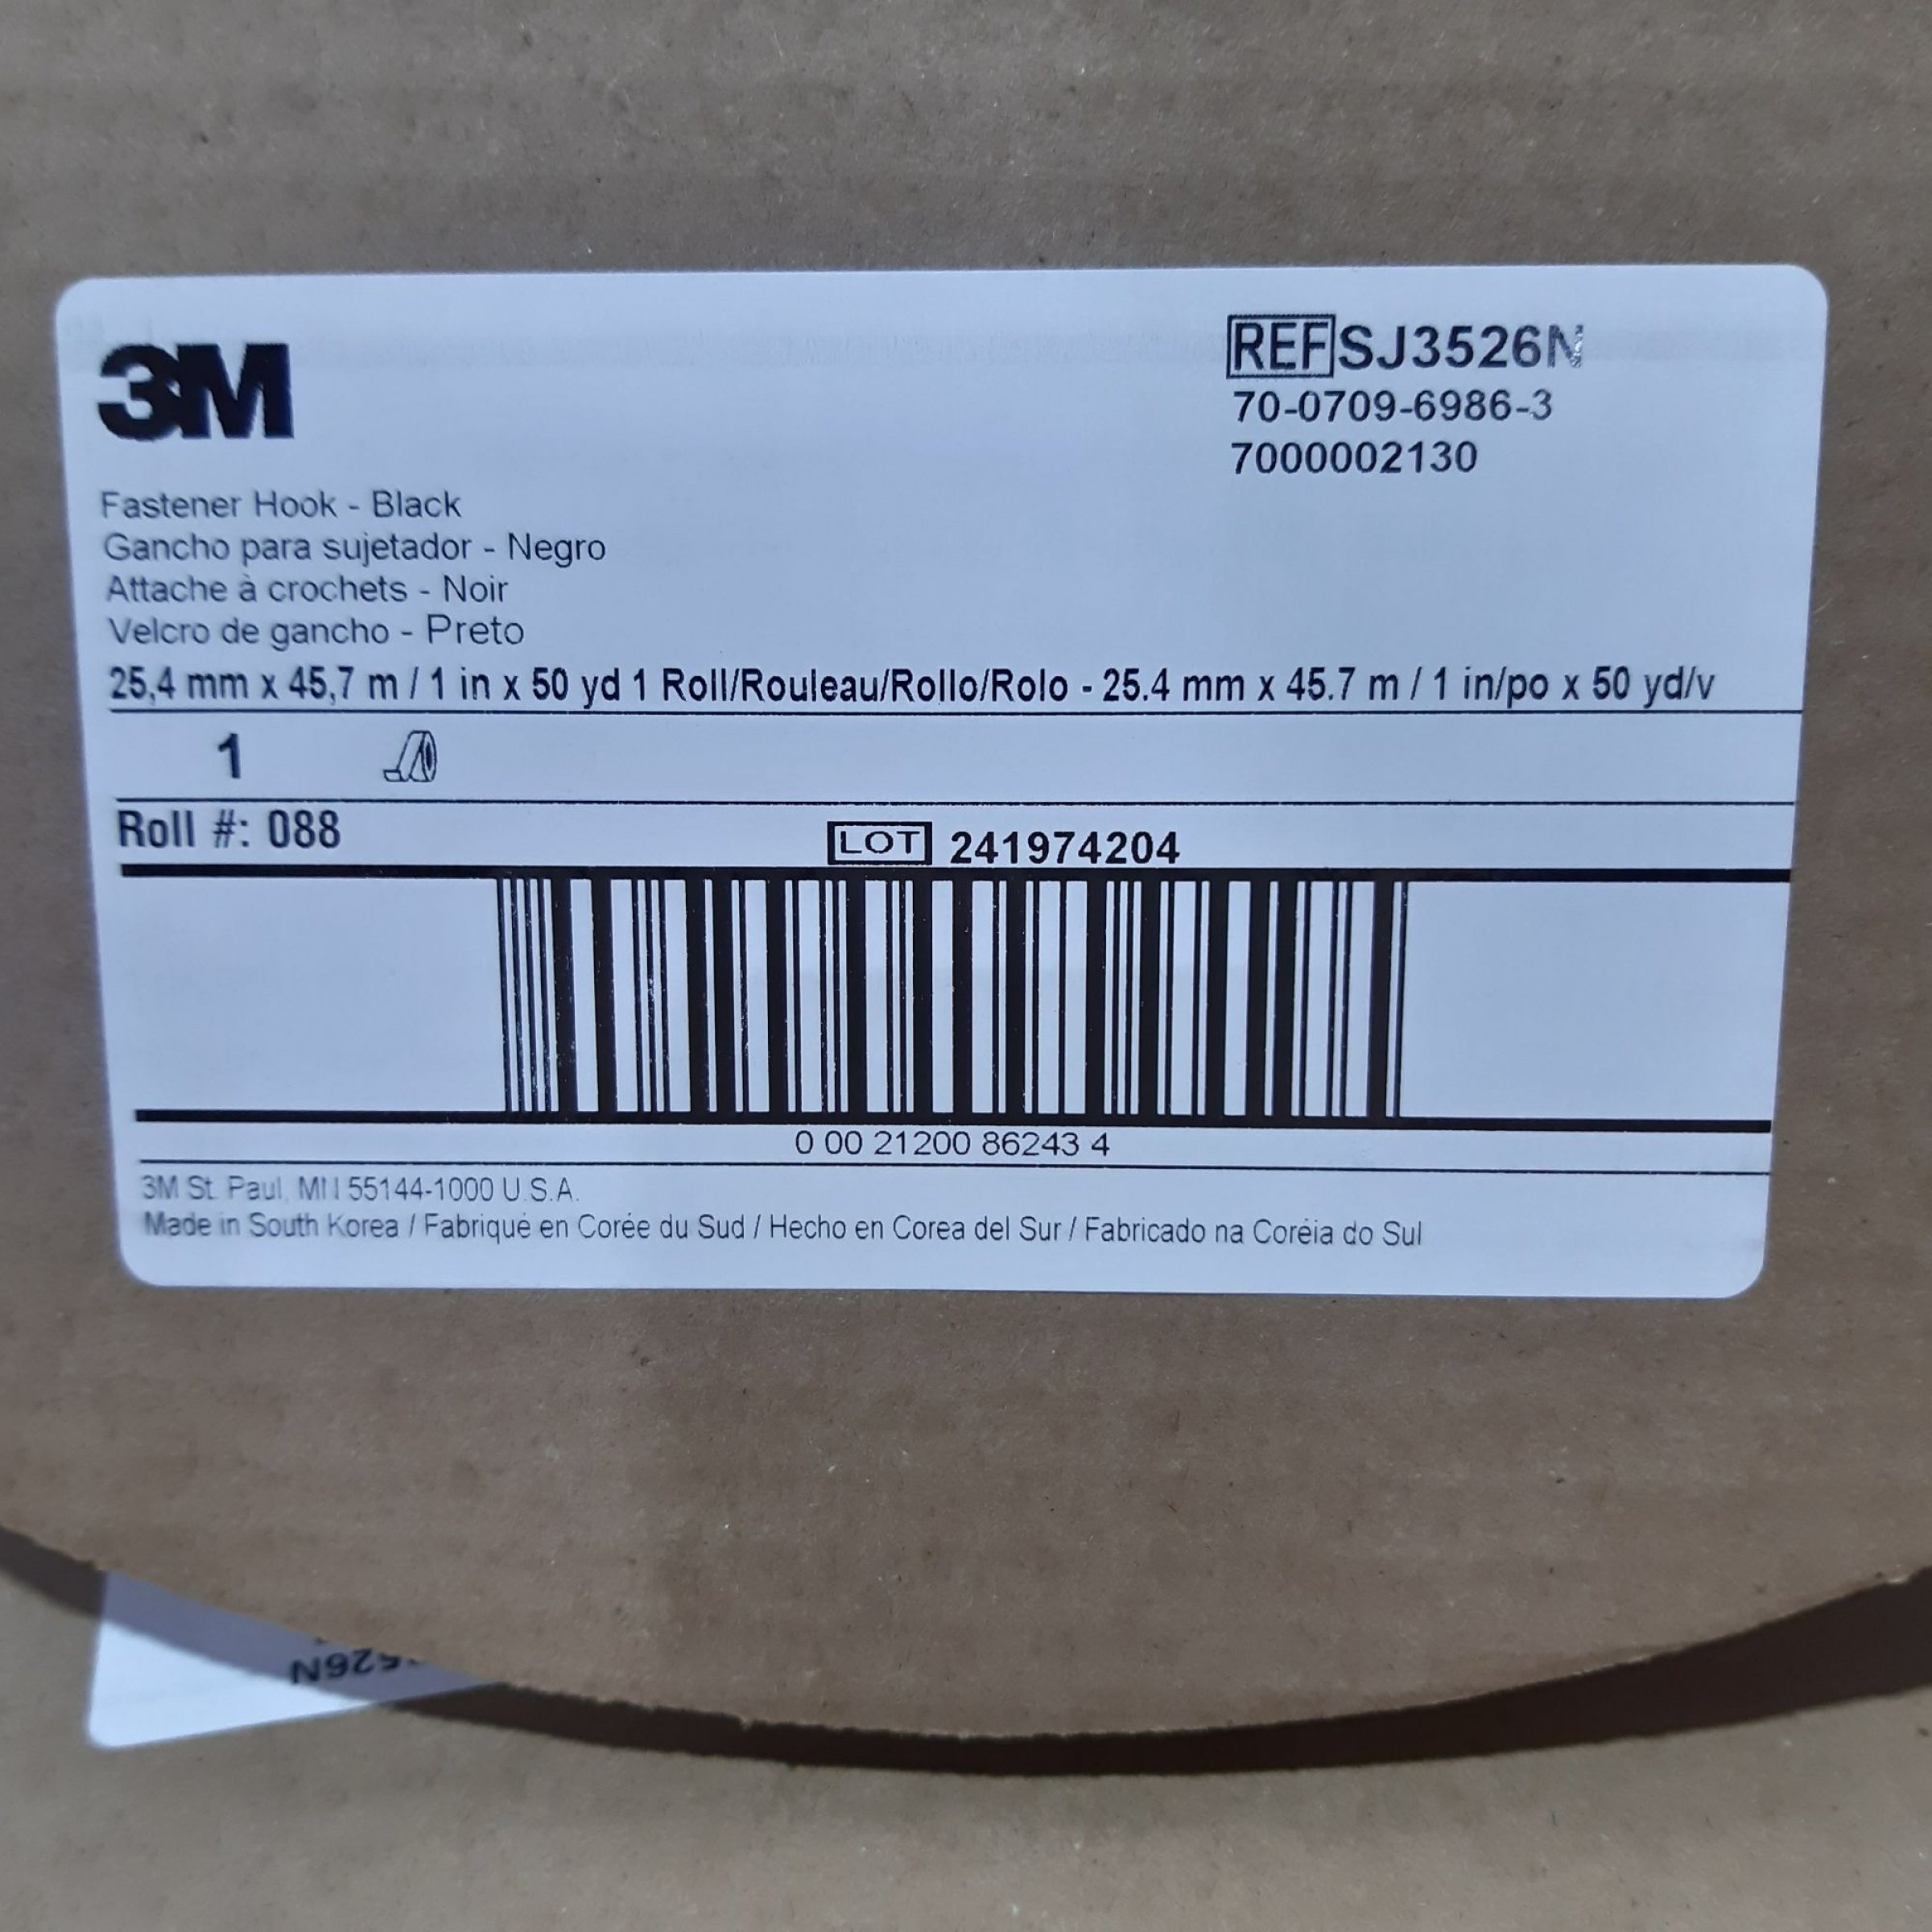 3M
REF SJ3526N
70-0709-6986-3
7000002130
Fastener Hook - Black
Gancho para sujetador - Negro
Attache à crochets - Noir
Velcro de gancho - Preto
25,4 mm x 45,7 m / 1 in x 50 yd 1 Roll/Rouleau/Rollo/Rolo - 25.4 mm x 45.7 m / 1 in/po x 50 yd/v
1
Roll #: 088
LOT 241974204
0 00 21200 86243 4
3M St. Paul, MN 55144-1000 U.S.A.
Made in South Korea / Fabriqué en Corée du Sud / Hecho en Corea del Sur / Fabricado na Coréia do Sul
526N